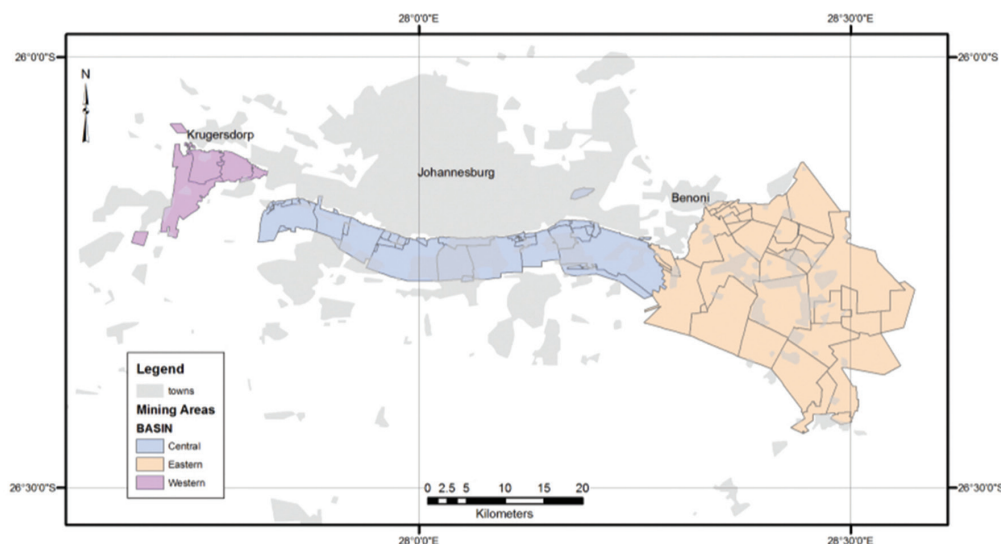 28°0'0"E
28°30'0"E
26°0'0"S
26°0'0"S
N
Krugersdorp
Johannesburg
Benoni
Legend
towns
Mining Areas
BASIN
Central
Eastern
Western
0 2.5 5 10 15 20
Kilometers
26°30'0"S
26°30'0"S
28°0'0"E
28°30'0"E